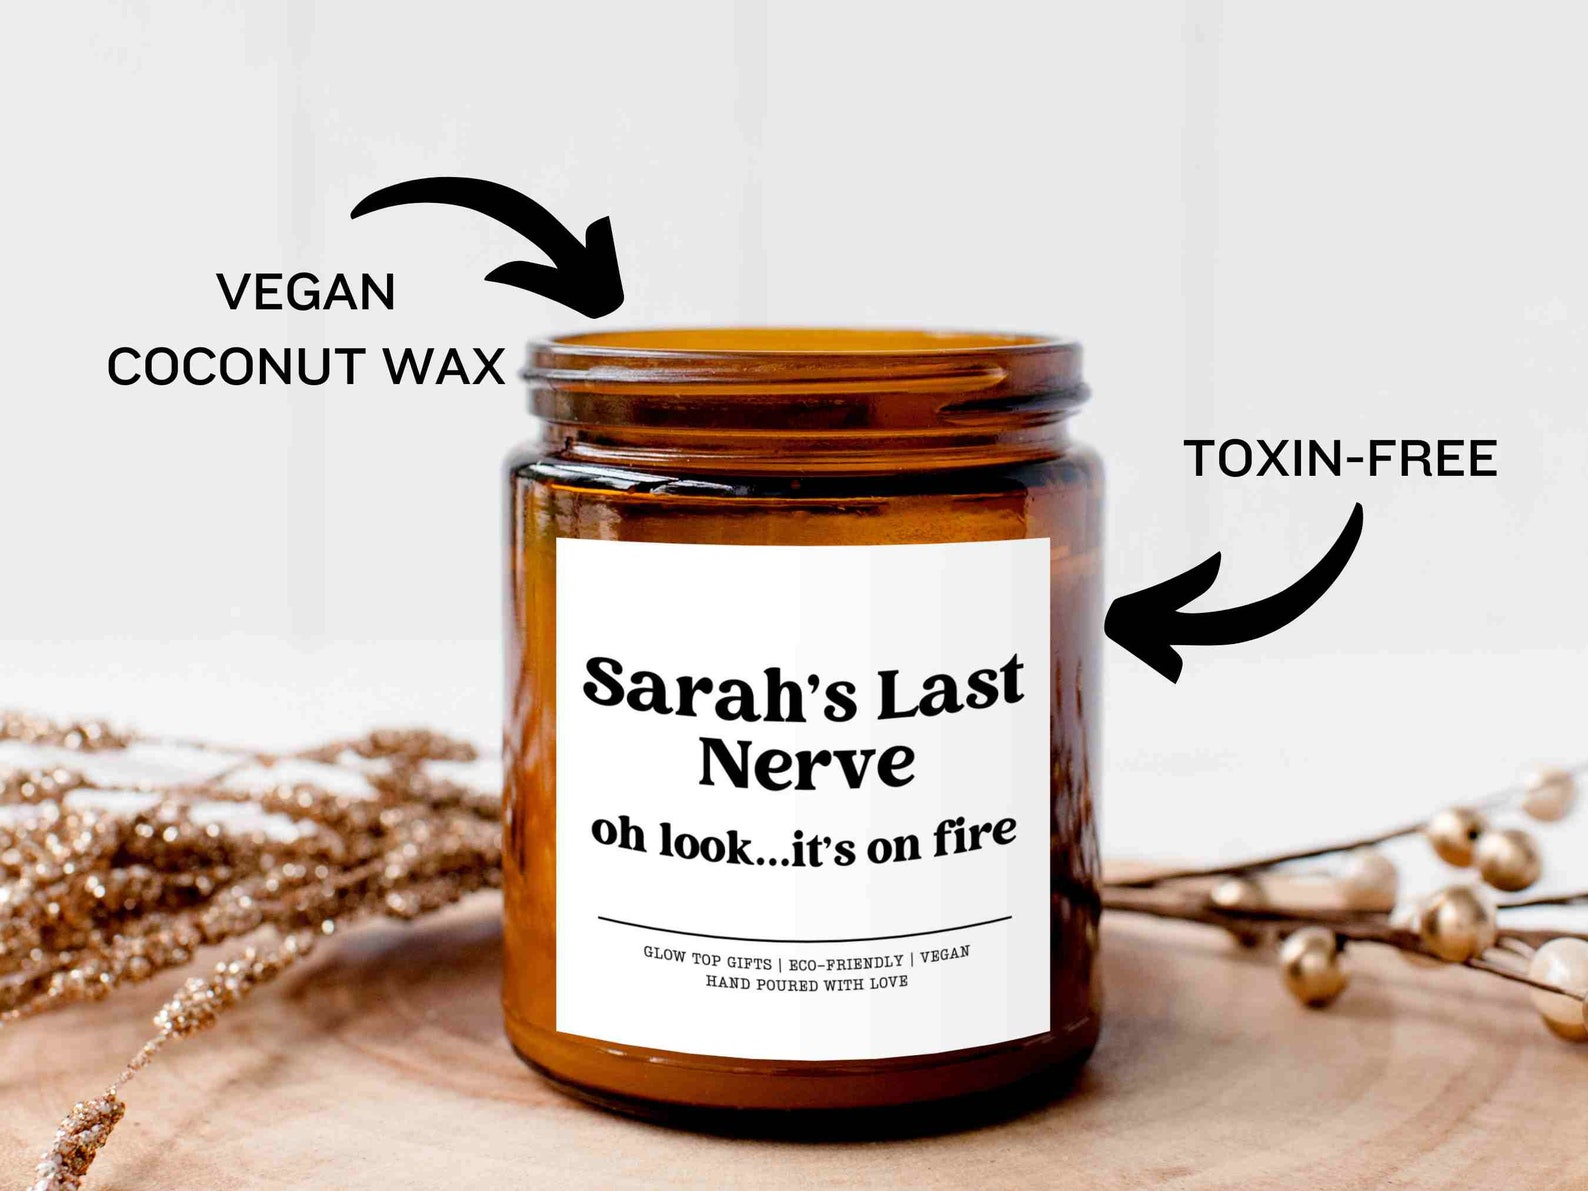 VEGAN
COCONUT WAX
TOXIN-FREE
Sarah's Last
Nerve
oh look...it's on fire
GLOW TOP GIFTS | ECO-FRIENDLY | VEGAN
HAND POURED WITH LOVE